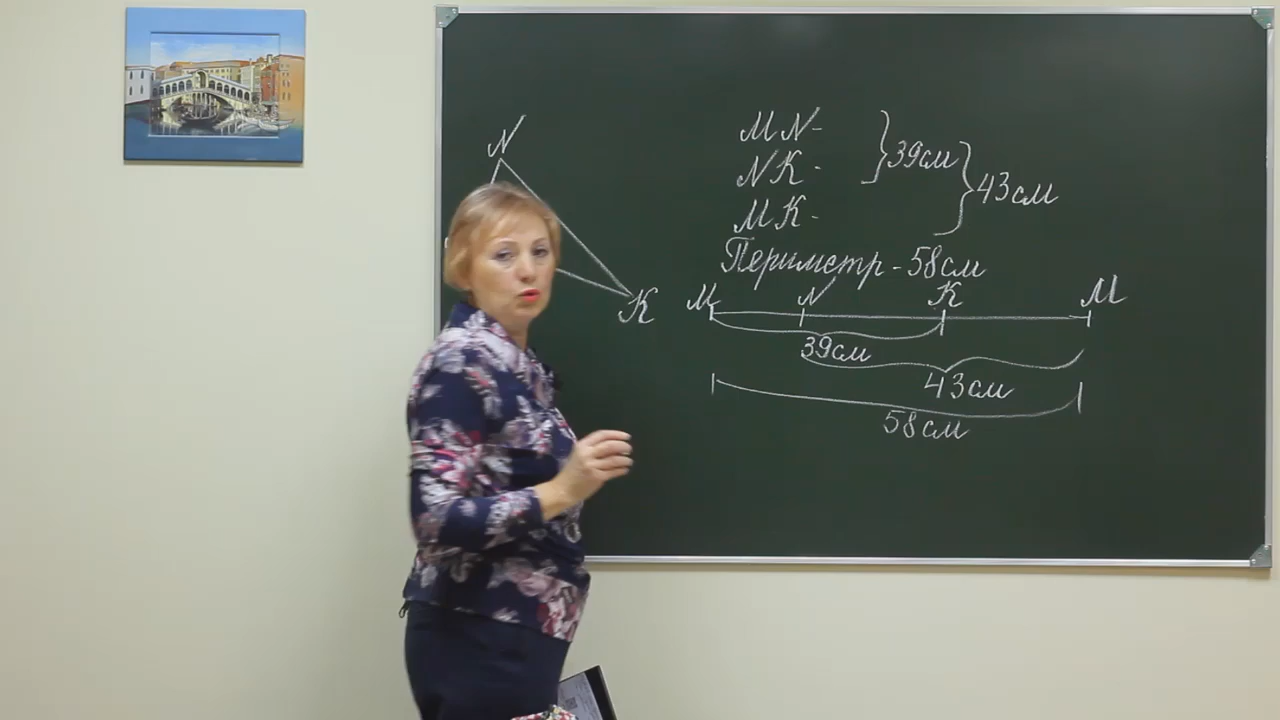 N
K
MN- } 39см
NK- } 43см
MK-
Периметр - 58см
M N K M
39см
43см
58см